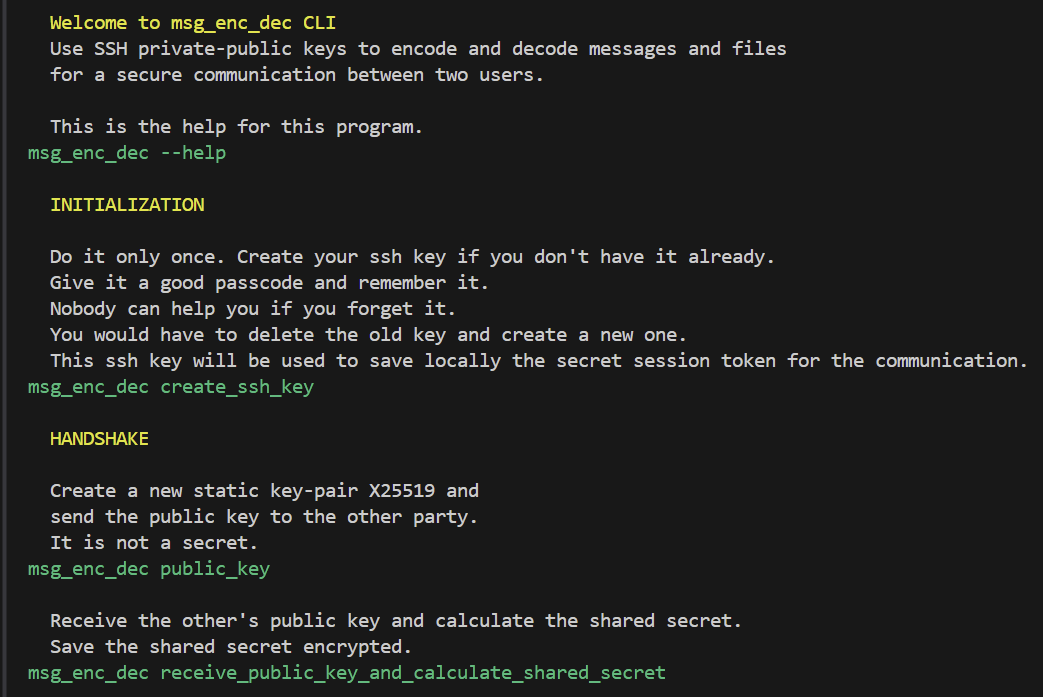 Welcome to msg_enc_dec CLI
Use SSH private-public keys to encode and decode messages and files
for a secure communication between two users.
This is the help for this program.
msg_enc_dec --help
INITIALIZATION
Do it only once. Create your ssh key if you don't have it already.
Give it a good passcode and remember it.
Nobody can help you if you forget it.
You would have to delete the old key and create a new one.
This ssh key will be used to save locally the secret session token for the communication.
msg_enc_dec create_ssh_key
HANDSHAKE
Create a new static key-pair X25519 and
send the public key to the other party.
It is not a secret.
msg_enc_dec public_key
Receive the other's public key and calculate the shared secret.
Save the shared secret encrypted.
msg_enc_dec receive_public_key_and_calculate_shared_secret